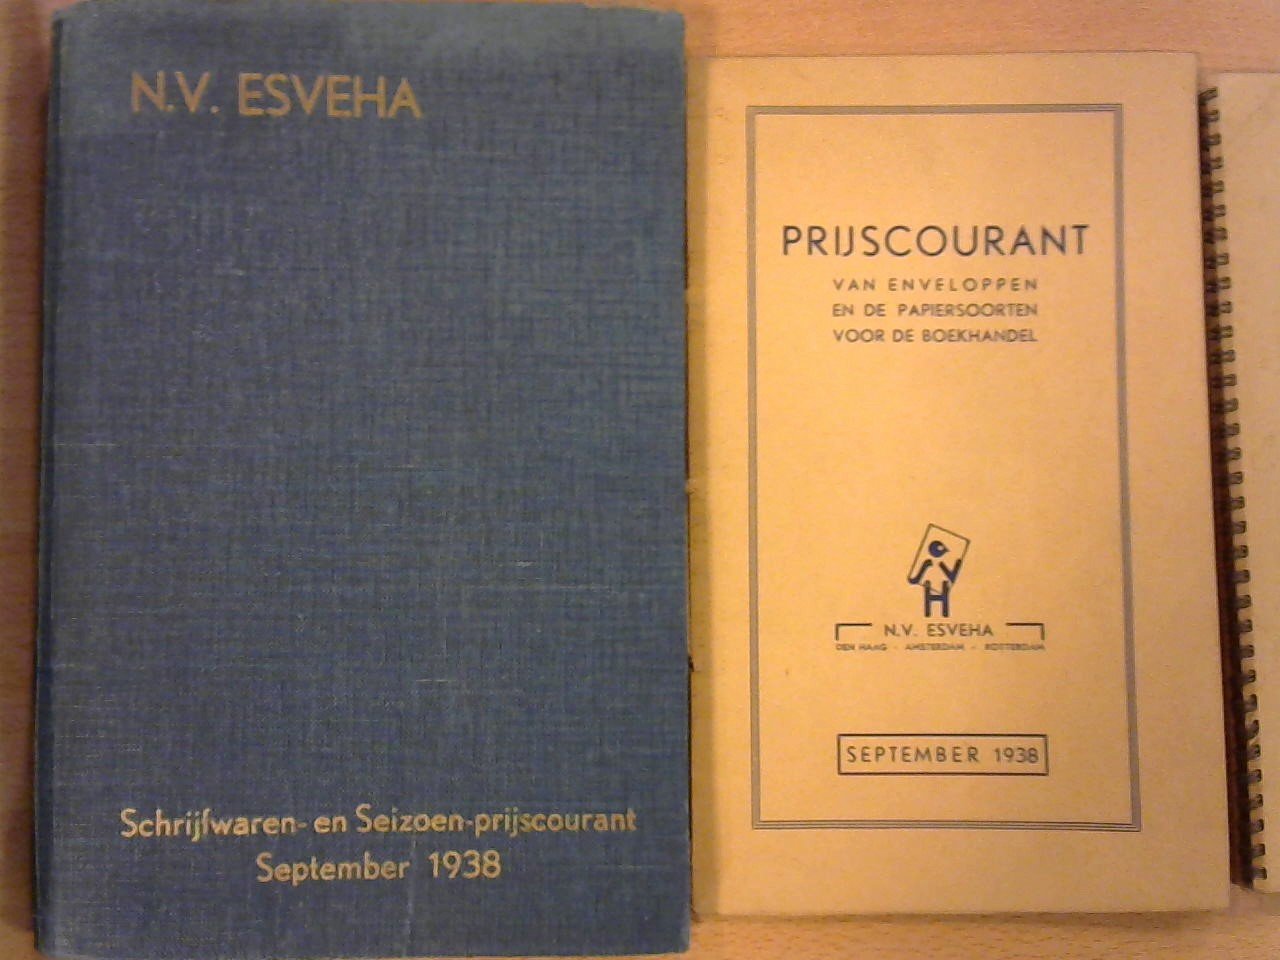 N.V. ESVEHA
Schrijfwaren- en Seizoen-prijscourant
September 1938
PRIJSCOURANT
VAN ENVELOPPEN
EN DE PAPIERSOORTEN
VOOR DE BOEKHANDEL
SVH
N.V. ESVEHA
DEN HAAG - AMSTERDAM - ROTTERDAM
SEPTEMBER 1938